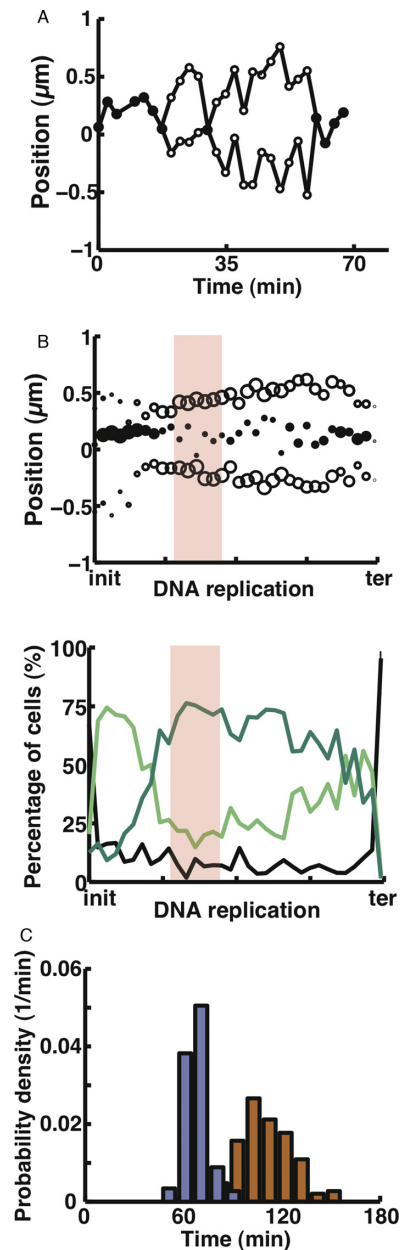 A
1
0.5
0
−0.5
−1
Position (µm)
0 35 70
Time (min)
B
1
0.5
0
−0.5
−1
Position (µm)
init ter
DNA replication
100
75
50
25
0
Percentage of cells (%)
init ter
DNA replication
C
0.06
0.04
0.02
0
Probability density (1/min)
0 60 120 180
Time (min)